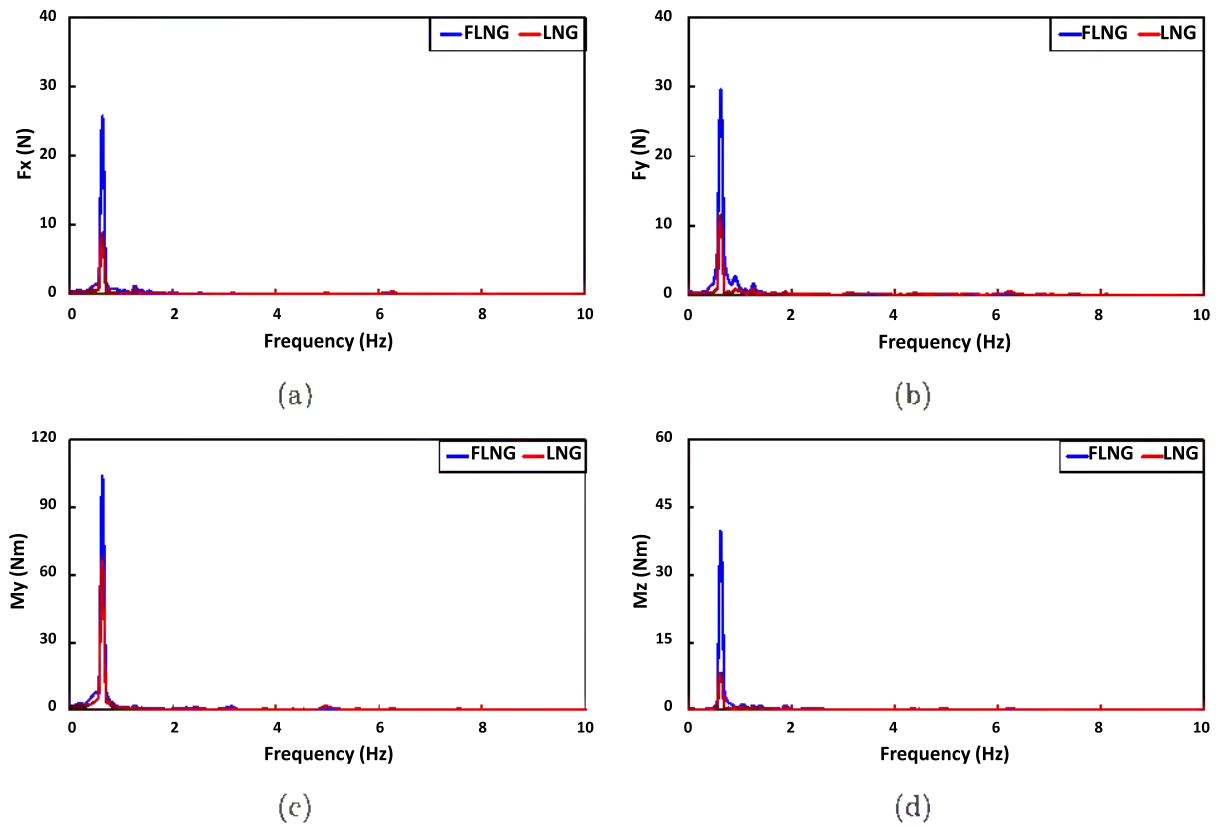 40
30
20
10
0
Fx (N)
FLNG LNG
0 2 4 6 8 10
Frequency (Hz)
(a)
40
30
20
10
0
Fy (N)
FLNG LNG
0 2 4 6 8 10
Frequency (Hz)
(b)
120
90
60
30
0
My (Nm)
FLNG LNG
0 2 4 6 8 10
Frequency (Hz)
(c)
60
45
30
15
0
Mz (Nm)
FLNG LNG
0 2 4 6 8 10
Frequency (Hz)
(d)